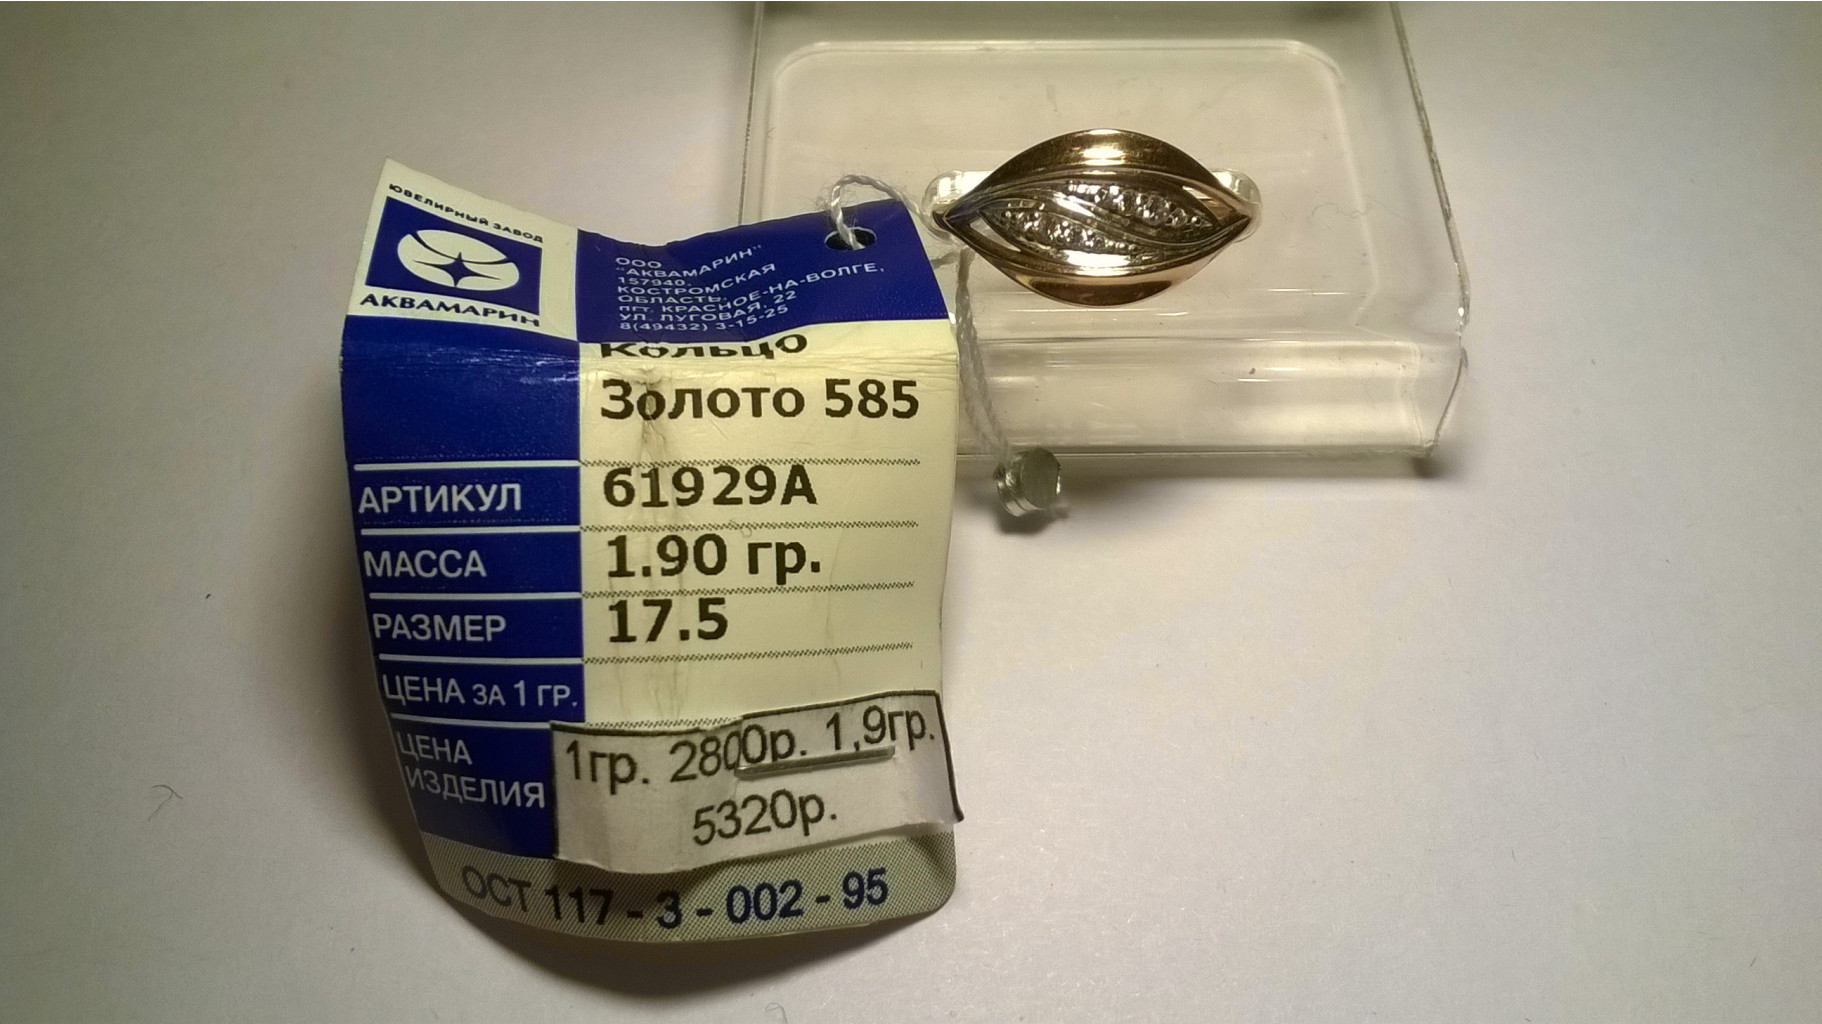 ЮВЕЛИРНЫЙ ЗАВОД
АКВАМАРИН
ООО
"АКВАМАРИН"
157940,
КОСТРОМСКАЯ
ОБЛАСТЬ,
пгт. КРАСНОЕ-НА-ВОЛГЕ,
УЛ. ЛУГОВАЯ, 22
8(49432) 3-15-25
Кольцо
Золото 585
АРТИКУЛ 61929А
МАССА 1.90 гр.
РАЗМЕР 17.5
ЦЕНА ЗА 1 ГР.
ЦЕНА
ИЗДЕЛИЯ
1гр. 2800р. 1,9гр.
5320р.
ОСТ 117 - 3 - 002 - 95